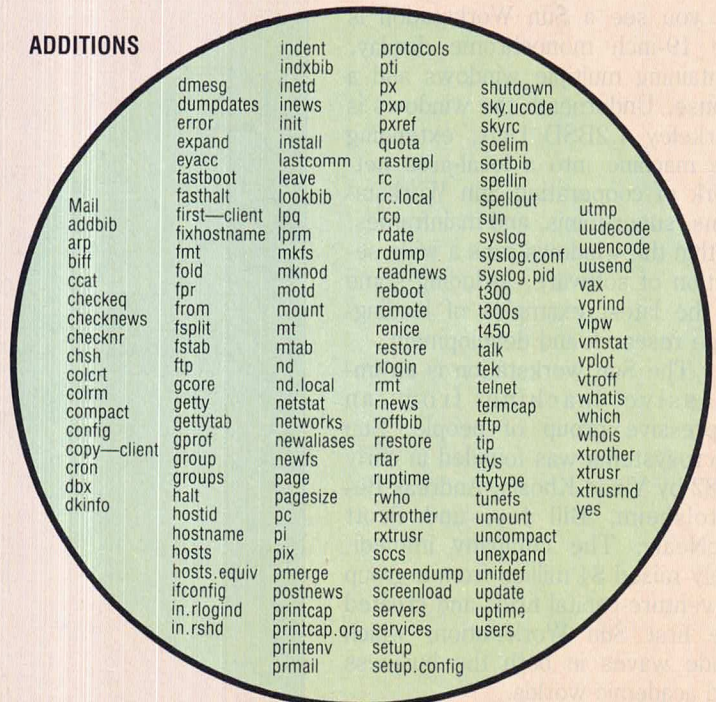 ADDITIONS
Mail
addbib
arp
biff
ccat
checkeq
checknews
checknr
chsh
colcrt
colrm
compact
config
copy—client
cron
dbx
dkinfo
dmesg
dumpdates
error
expand
eyacc
fastboot
fasthalt
first—client
fixhostname
fmt
fold
fpr
from
fsplit
fstab
ftp
gcore
getty
gettytab
gprof
group
groups
halt
hostid
hostname
hosts
hosts.equiv
ifconfig
in.rlogind
in.rshd
indent
indxbib
inetd
inews
init
install
lastcomm
leave
lookbib
lpq
lprm
mkfs
mknod
motd
mount
mt
mtab
nd
nd.local
netstat
networks
newaliases
newfs
page
pagesize
pc
pi
pix
pmerge
postnews
printcap
printcap.org
printenv
prmail
protocols
pti
px
pxp
pxref
quota
rastrepl
rc
rc.local
rcp
rdate
rdump
readnews
reboot
remote
renice
restore
rlogin
rmt
rnews
roffbib
rrestore
rtar
ruptime
rwho
rxtrother
rxtrusr
sccs
screendump
screenload
servers
services
setup
setup.config
shutdown
sky.ucode
skyrc
soelim
sortbib
spellin
spellout
sun
syslog
syslog.conf
syslog.pid
t300
t300s
t450
talk
tek
telnet
termcap
tftp
tip
ttys
ttytype
tunefs
umount
uncompact
unexpand
unifdef
update
uptime
users
utmp
uudecode
uuencode
uusend
vax
vgrind
vipw
vmstat
vplot
vtroff
whatis
which
whois
xtrother
xtrusr
xtrusrnd
yes